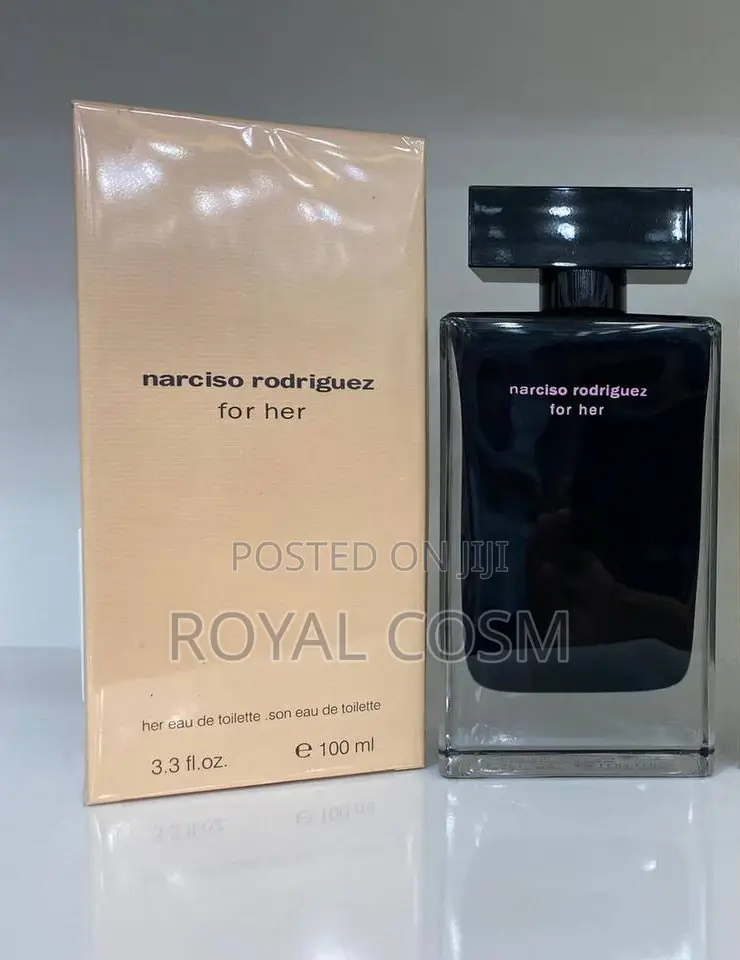 narciso rodriguez
for her
her eau de toilette .son eau de toilette
3.3 fl.oz. e 100 ml
narciso rodriguez
for her
POSTED ON JIJI
ROYAL COSM